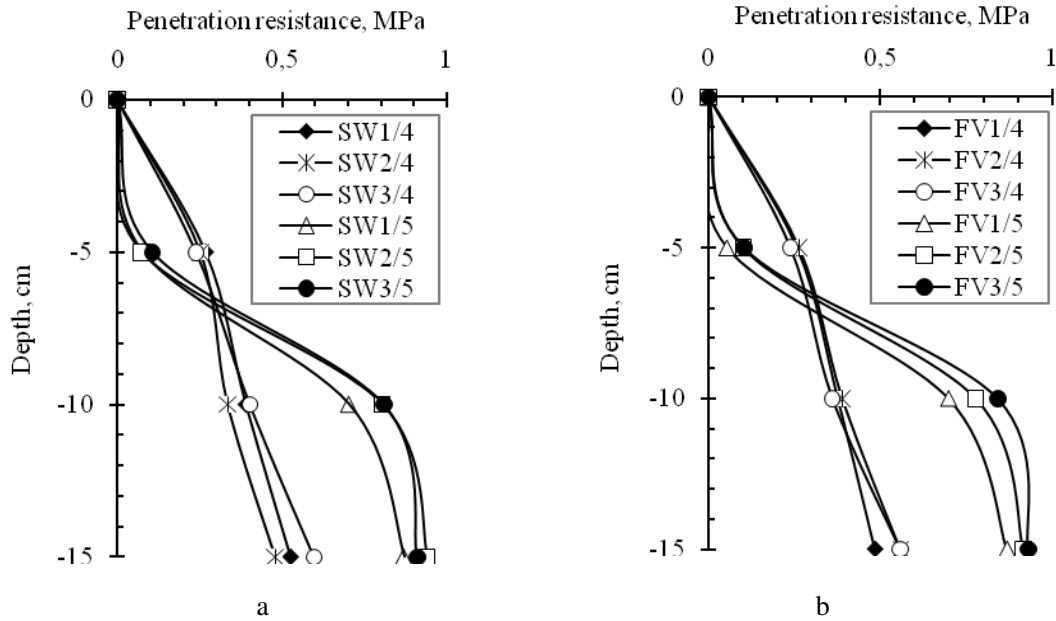 Penetration resistance, MPa
0 0,5 1
0
-5
-10
-15
Depth, cm
SW1/4
SW2/4
SW3/4
SW1/5
SW2/5
SW3/5
a
Penetration resistance, MPa
0 0,5 1
0
-5
-10
-15
Depth, cm
FV1/4
FV2/4
FV3/4
FV1/5
FV2/5
FV3/5
b